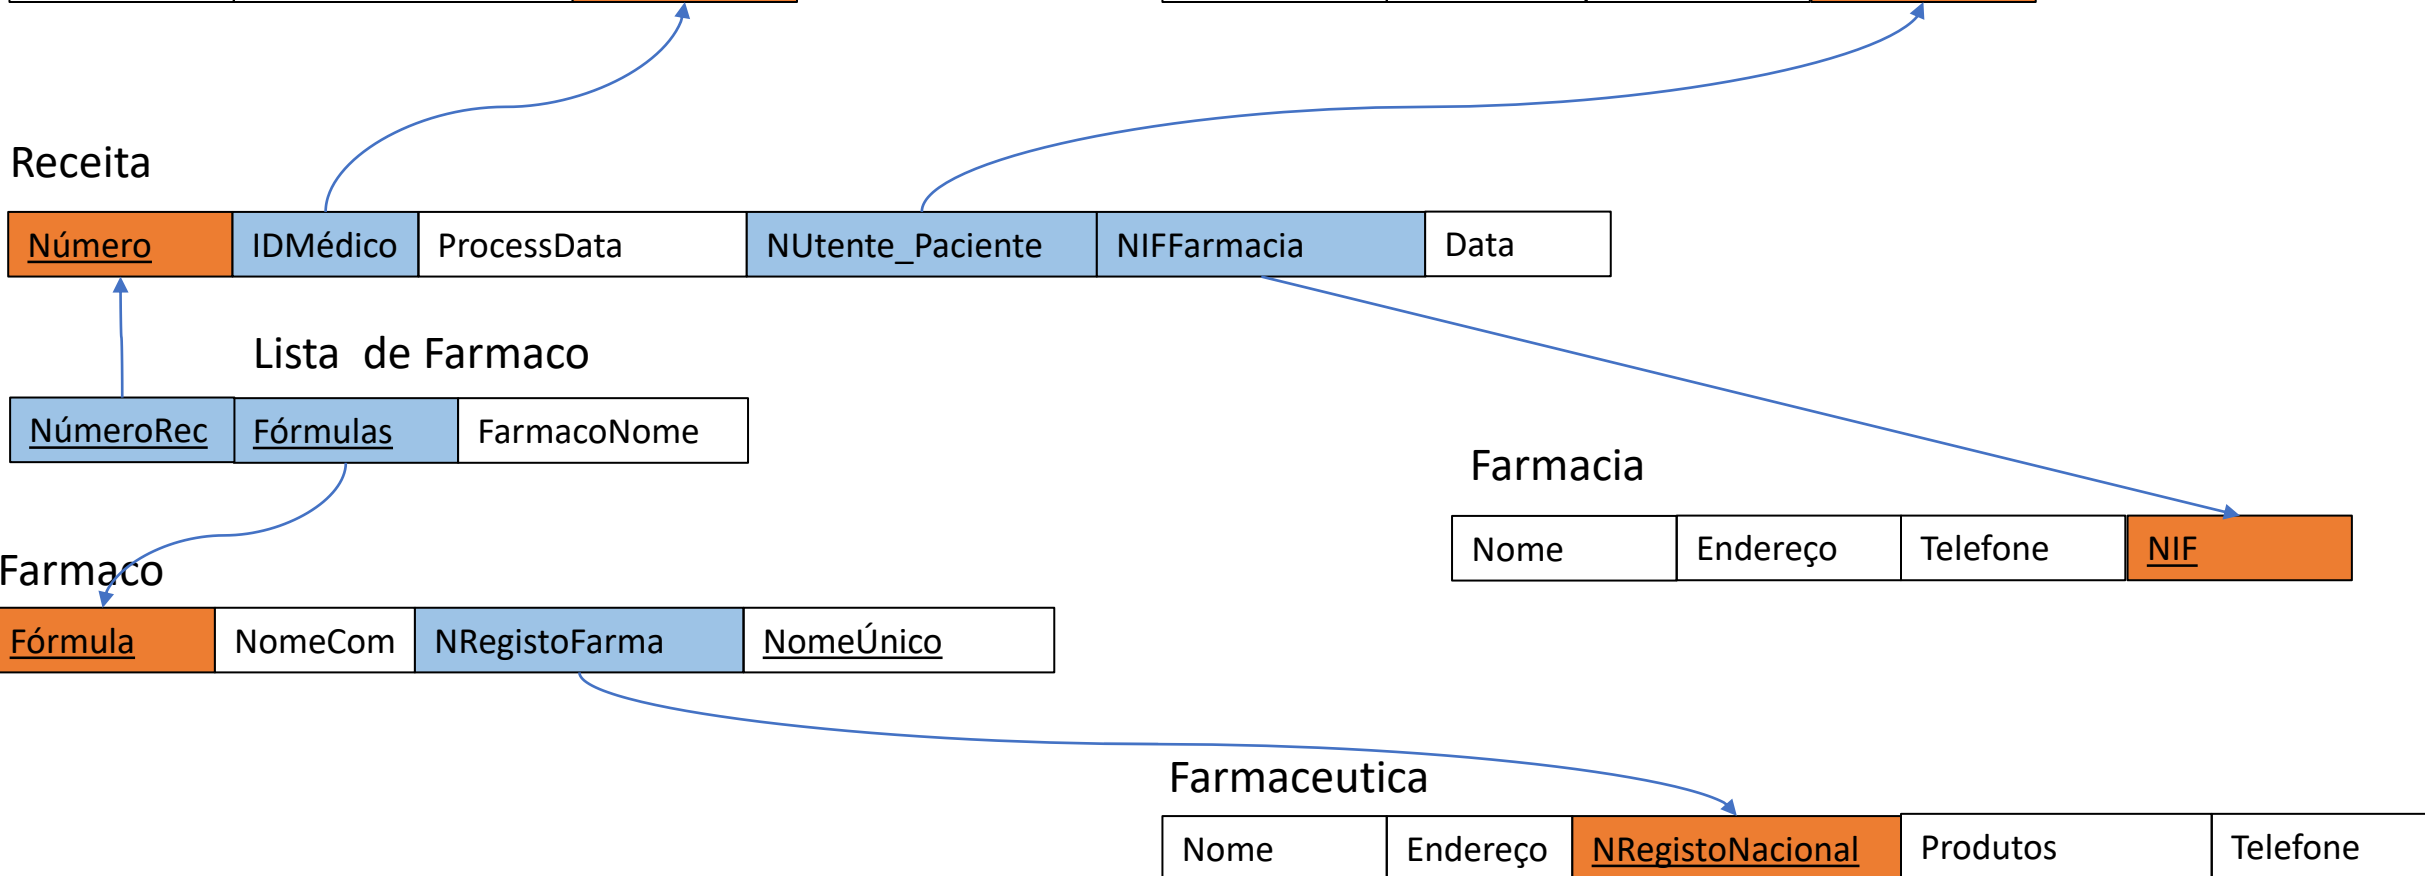 Receita
Número IDMédico ProcessData NUtente_Paciente NIFFarmacia Data
Lista de Farmaco
NúmeroRec Fórmulas FarmacoNome
Farmacia
Nome Endereço Telefone NIF
Farmaco
Fórmula NomeCom NRegistoFarma NomeÚnico
Farmaceutica
Nome Endereço NRegistoNacional Produtos Telefone